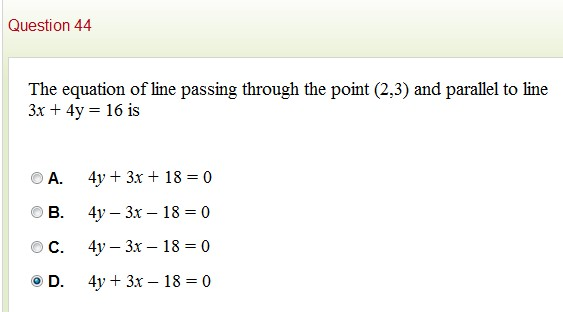 Question 44
The equation of line passing through the point (2,3) and parallel to line
3x + 4y = 16 is
A. 4y + 3x + 18 = 0
B. 4y – 3x – 18 = 0
C. 4y – 3x – 18 = 0
D. 4y + 3x – 18 = 0